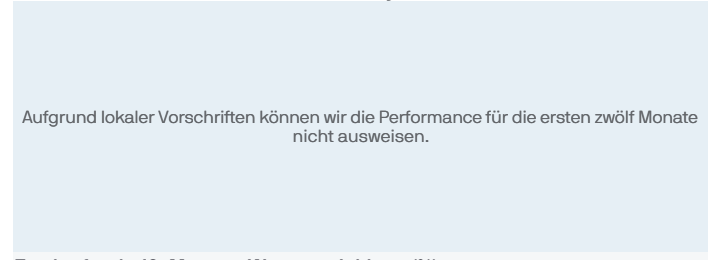 Aufgrund lokaler Vorschriften können wir die Performance für die ersten zwölf Monate
nicht ausweisen.